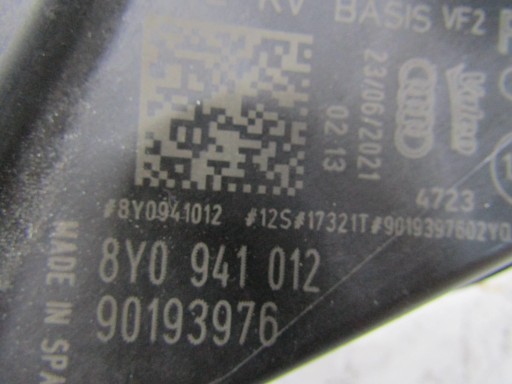 KV BASIS VF2
23/06/2021
02 13
Valeo
4723
#8Y0941012 #12S#17321T#9019397602Y0
8Y0 941 012
90193976
MADE IN SPA